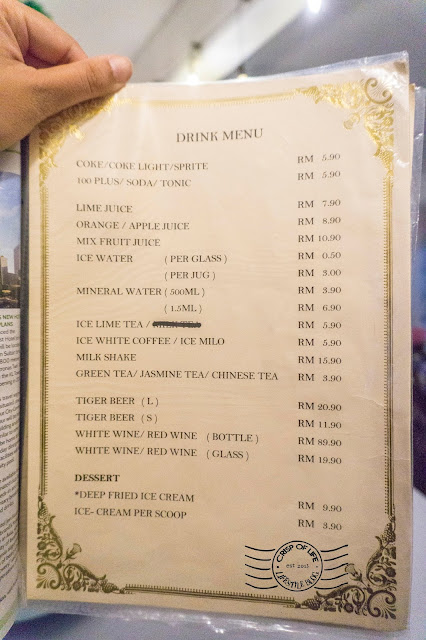 DRINK MENU
COKE/COKE LIGHT/SPRITE RM 5.90
100 PLUS/ SODA/ TONIC RM 5.90
LIME JUICE RM 7.90
ORANGE / APPLE JUICE RM 8.90
MIX FRUIT JUICE RM 10.90
ICE WATER ( PER GLASS ) RM 0.50
( PER JUG ) RM 3.00
MINERAL WATER ( 500ML ) RM 3.90
( 1.5ML ) RM 6.90
ICE LIME TEA / RM 5.90
ICE WHITE COFFEE / ICE MILO RM 5.90
MILK SHAKE RM 15.90
GREEN TEA/ JASMINE TEA/ CHINESE TEA RM 3.90
TIGER BEER ( L ) RM 20.90
TIGER BEER ( S ) RM 11.90
WHITE WINE/ RED WINE ( BOTTLE ) RM 89.90
WHITE WINE/ RED WINE ( GLASS ) RM 19.90
DESSERT
*DEEP FRIED ICE CREAM RM 9.90
ICE- CREAM PER SCOOP RM 3.90
CRISP OF LIFE
est 2013
LIFESTYLE BLOG